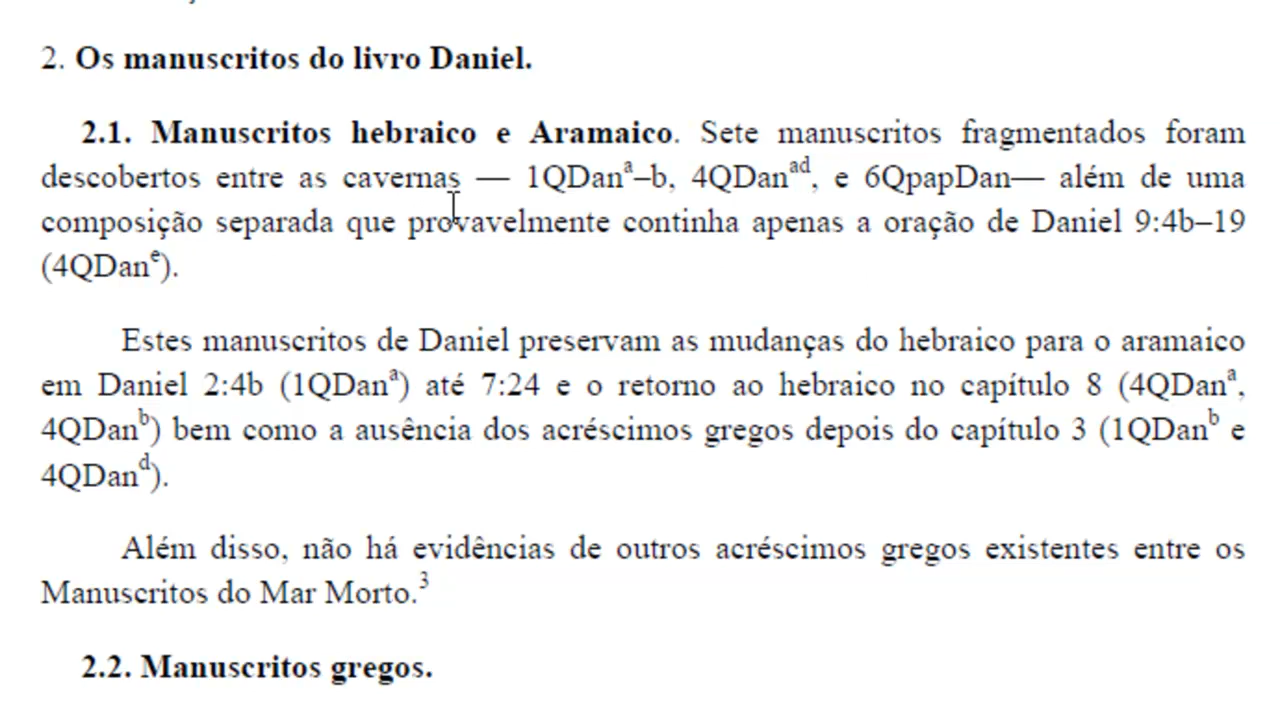 2. Os manuscritos do livro Daniel.
2.1. Manuscritos hebraico e Aramaico. Sete manuscritos fragmentados foram
descobertos entre as cavernas — 1QDanᵃ–b, 4QDanᵃᵈ, e 6QpapDan— além de uma
composição separada que provavelmente continha apenas a oração de Daniel 9:4b–19
(4QDanᵉ).
Estes manuscritos de Daniel preservam as mudanças do hebraico para o aramaico
em Daniel 2:4b (1QDanᵃ) até 7:24 e o retorno ao hebraico no capítulo 8 (4QDanᵃ,
4QDanᵇ) bem como a ausência dos acréscimos gregos depois do capítulo 3 (1QDanᵇ e
4QDanᵈ).
Além disso, não há evidências de outros acréscimos gregos existentes entre os
Manuscritos do Mar Morto.³
2.2. Manuscritos gregos.